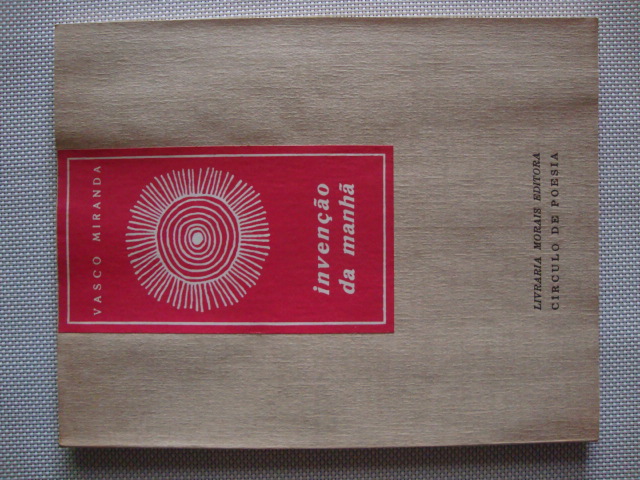 VASCO MIRANDA
invenção
da manhã
LIVRARIA MORAIS EDITORA
CIRCULO DE POESIA